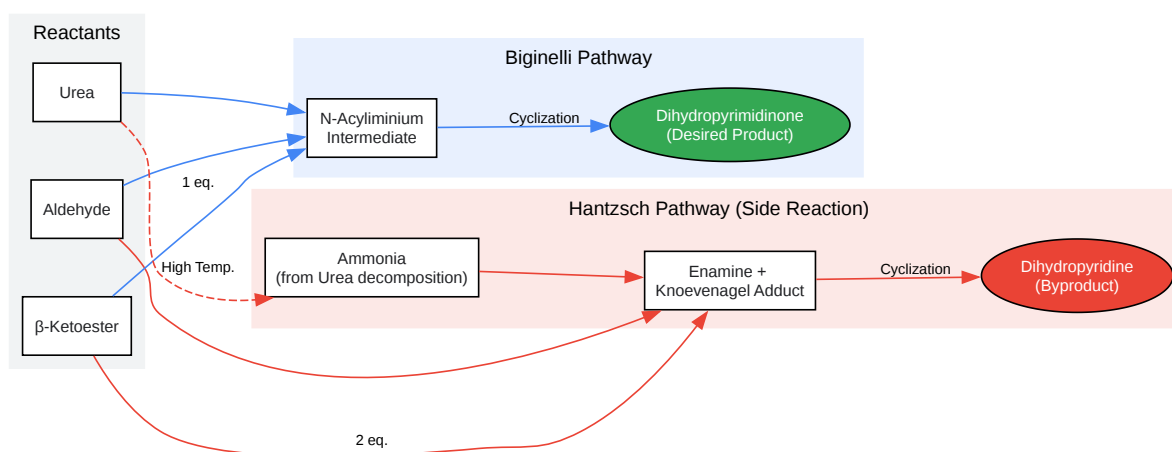 Reactants
Urea
Aldehyde
β-Ketoester
1 eq.
High Temp.
2 eq.
Biginelli Pathway
N-Acyliminium
Intermediate
Cyclization
Dihydropyrimidinone
(Desired Product)
Hantzsch Pathway (Side Reaction)
Ammonia
(from Urea decomposition)
Enamine +
Knoevenagel Adduct
Cyclization
Dihydropyridine
(Byproduct)